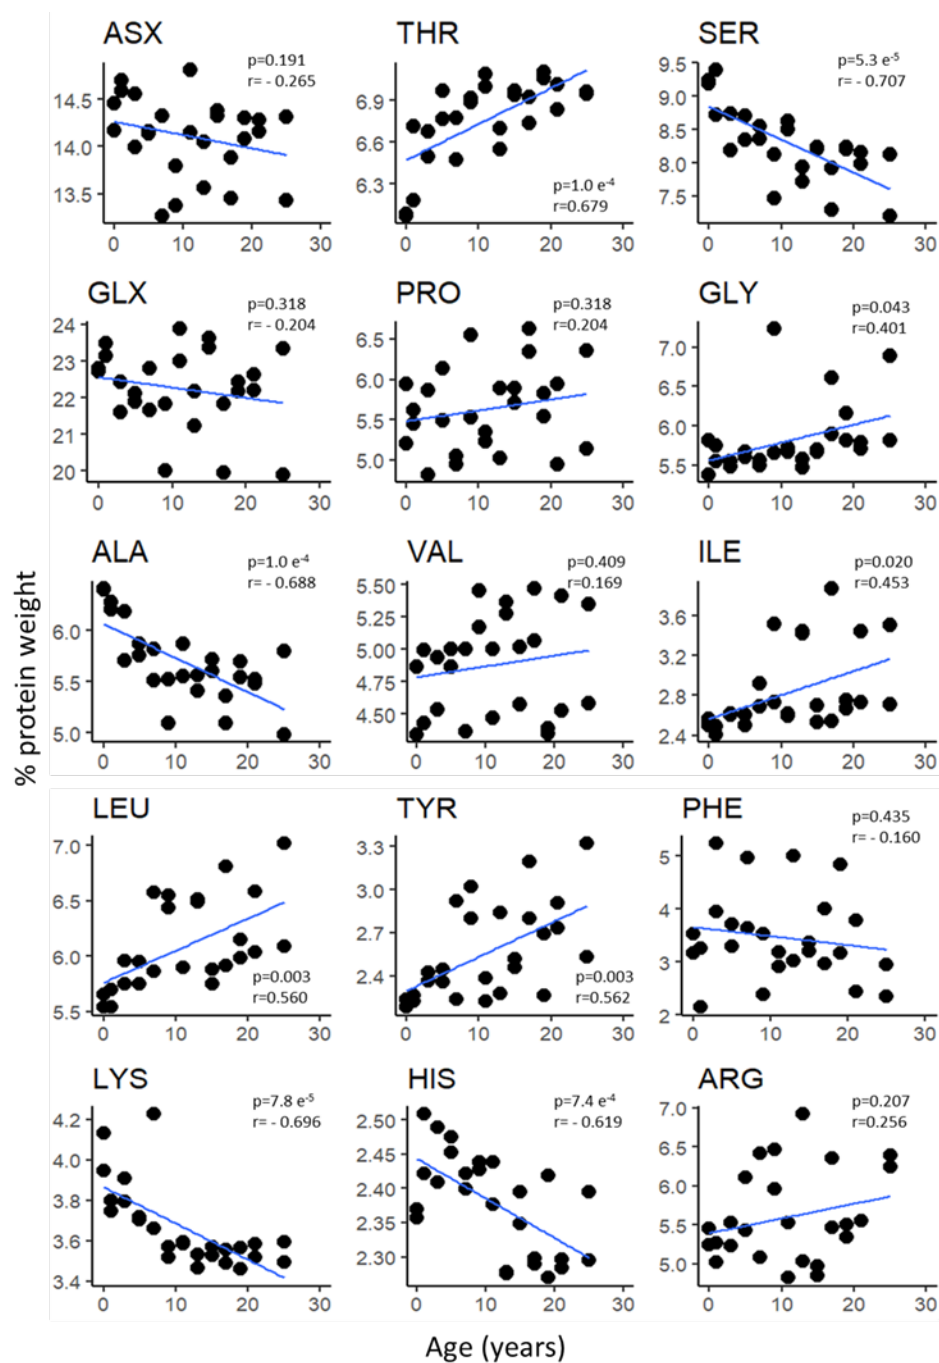 ASX THR SER
p=0.191
r= - 0.265
14.5
14.0
13.5
0 10 20 30
6.9
6.6
6.3
p=1.0 e-4
r=0.679
0 10 20 30
p=5.3 e-5
r= - 0.707
9.5
9.0
8.5
8.0
7.5
0 10 20 30
GLX PRO GLY
p=0.318
r= - 0.204
24
23
22
21
20
0 10 20 30
p=0.318
r=0.204
6.5
6.0
5.5
5.0
0 10 20 30
p=0.043
r=0.401
7.0
6.5
6.0
5.5
0 10 20 30
ALA VAL ILE
p=1.0 e-4
r= - 0.688
6.0
5.5
5.0
0 10 20 30
p=0.409
r=0.169
5.50
5.25
5.00
4.75
4.50
0 10 20 30
p=0.020
r=0.453
3.6
3.2
2.8
2.4
0 10 20 30
% protein weight
LEU TYR PHE
7.0
6.5
6.0
5.5
p=0.003
r=0.560
0 10 20 30
3.3
3.0
2.7
2.4
p=0.003
r=0.562
0 10 20 30
p=0.435
r= - 0.160
5
4
3
2
0 10 20 30
LYS HIS ARG
p=7.8 e-5
r= - 0.696
4.2
4.0
3.8
3.6
3.4
0 10 20 30
p=7.4 e-4
r= - 0.619
2.50
2.45
2.40
2.35
2.30
0 10 20 30
p=0.207
r=0.256
7.0
6.5
6.0
5.5
5.0
0 10 20 30
Age (years)